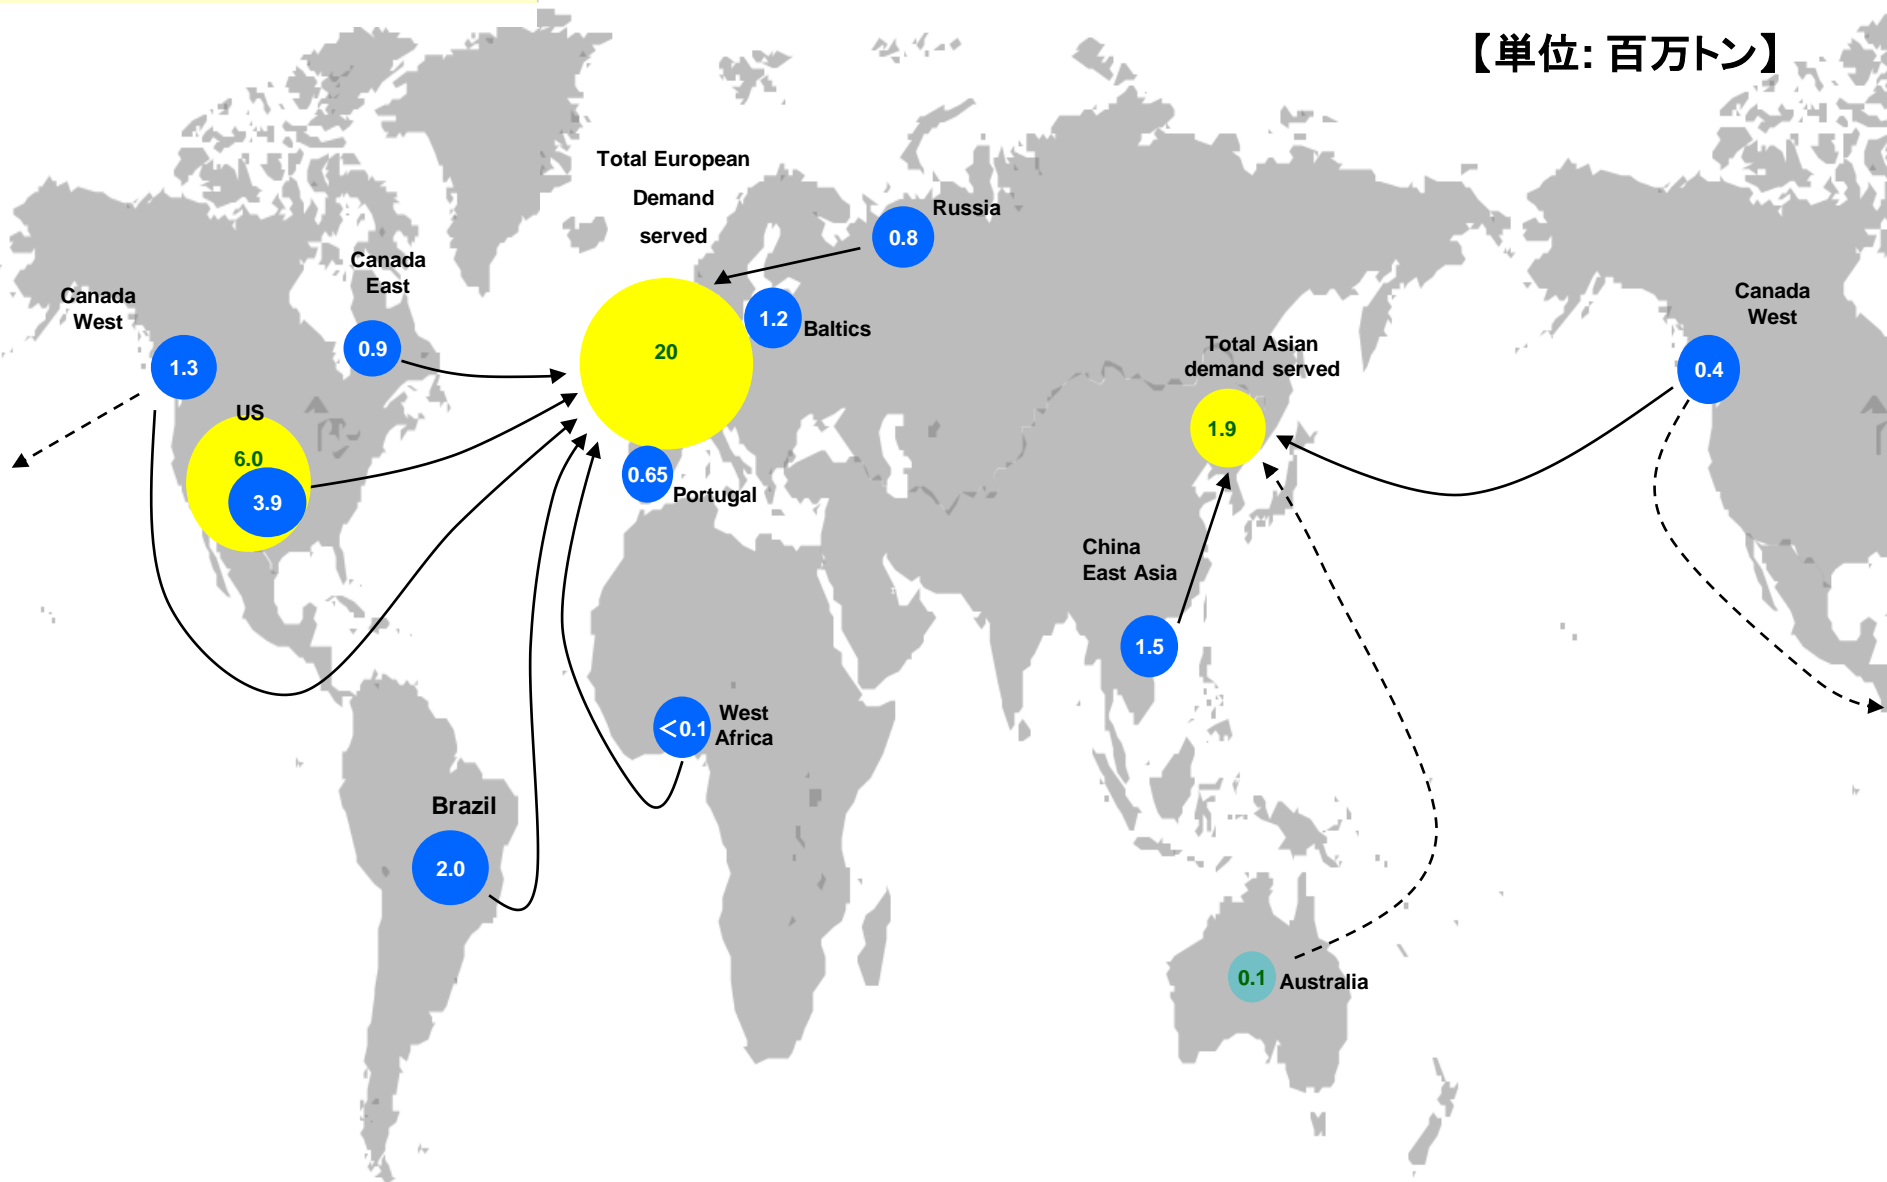 【単位: 百万トン】
Total European
Demand
served
Russia
0.8
Canada
East
Canada
West
Canada
West
1.2
Baltics
20
0.9
1.3
Total Asian
demand served
0.4
US
6.0
3.9
1.9
0.65
Portugal
China
East Asia
1.5
West
Africa
＜0.1
Brazil
2.0
0.1
Australia